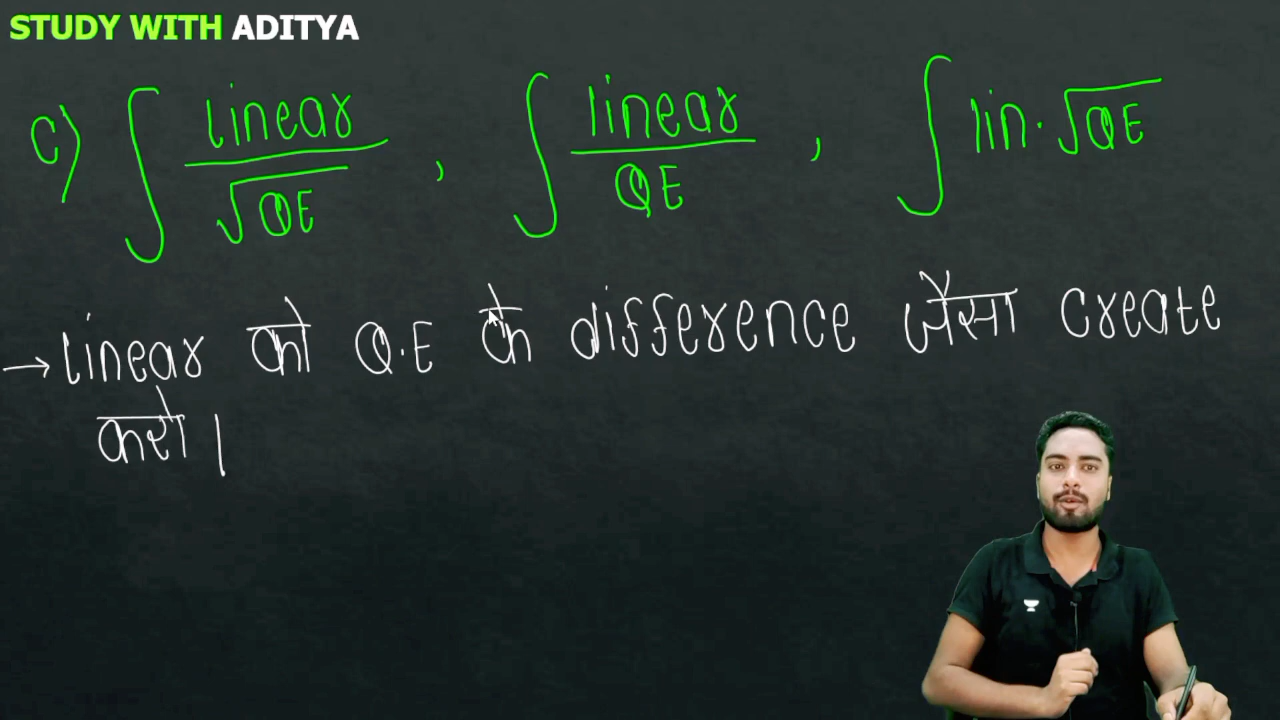 STUDY WITH ADITYA
c) ∫ linear/√QE , ∫ linear/QE , ∫ lin·√QE
→ linear को Q.E के difference जैसा create
करो।